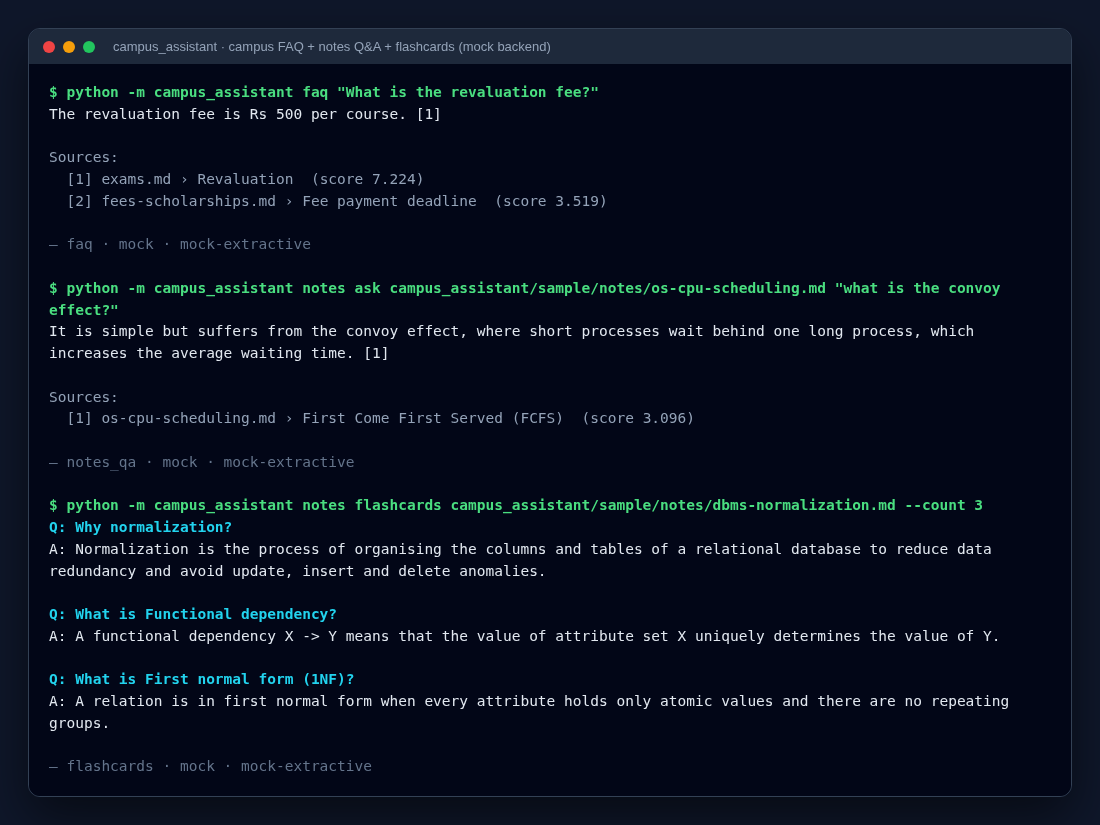 campus_assistant · campus FAQ + notes Q&A + flashcards (mock backend)
$ python -m campus_assistant faq "What is the revaluation fee?"
The revaluation fee is Rs 500 per course. [1]
Sources:
[1] exams.md › Revaluation  (score 7.224)
[2] fees-scholarships.md › Fee payment deadline  (score 3.519)
— faq · mock · mock-extractive
$ python -m campus_assistant notes ask campus_assistant/sample/notes/os-cpu-scheduling.md "what is the convoy
effect?"
It is simple but suffers from the convoy effect, where short processes wait behind one long process, which
increases the average waiting time. [1]
Sources:
[1] os-cpu-scheduling.md › First Come First Served (FCFS)  (score 3.096)
— notes_qa · mock · mock-extractive
$ python -m campus_assistant notes flashcards campus_assistant/sample/notes/dbms-normalization.md --count 3
Q: Why normalization?
A: Normalization is the process of organising the columns and tables of a relational database to reduce data
redundancy and avoid update, insert and delete anomalies.
Q: What is Functional dependency?
A: A functional dependency X -> Y means that the value of attribute set X uniquely determines the value of Y.
Q: What is First normal form (1NF)?
A: A relation is in first normal form when every attribute holds only atomic values and there are no repeating
groups.
— flashcards · mock · mock-extractive